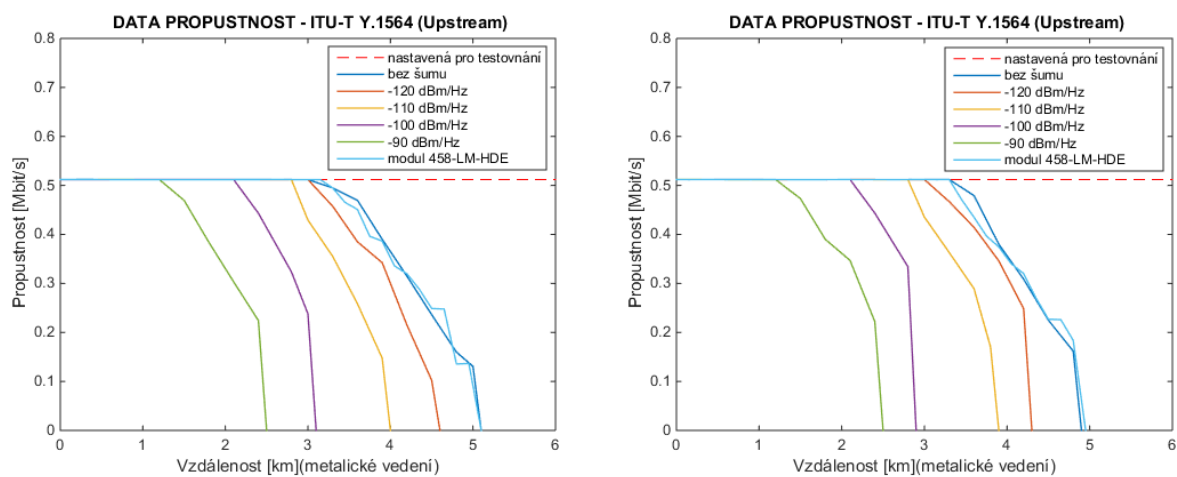 DATA PROPUSTNOST - ITU-T Y.1564 (Upstream)
0.8
0.7
0.6
0.5
0.4
0.3
0.2
0.1
0
Propustnost [Mbit/s]
nastavená pro testovnání
bez šumu
-120 dBm/Hz
-110 dBm/Hz
-100 dBm/Hz
-90 dBm/Hz
modul 458-LM-HDE
0 1 2 3 4 5 6
Vzdálenost [km](metalické vedení)
DATA PROPUSTNOST - ITU-T Y.1564 (Upstream)
0.8
0.7
0.6
0.5
0.4
0.3
0.2
0.1
0
Propustnost [Mbit/s]
nastavená pro testovnání
bez šumu
-120 dBm/Hz
-110 dBm/Hz
-100 dBm/Hz
-90 dBm/Hz
modul 458-LM-HDE
0 1 2 3 4 5 6
Vzdálenost [km](metalické vedení)